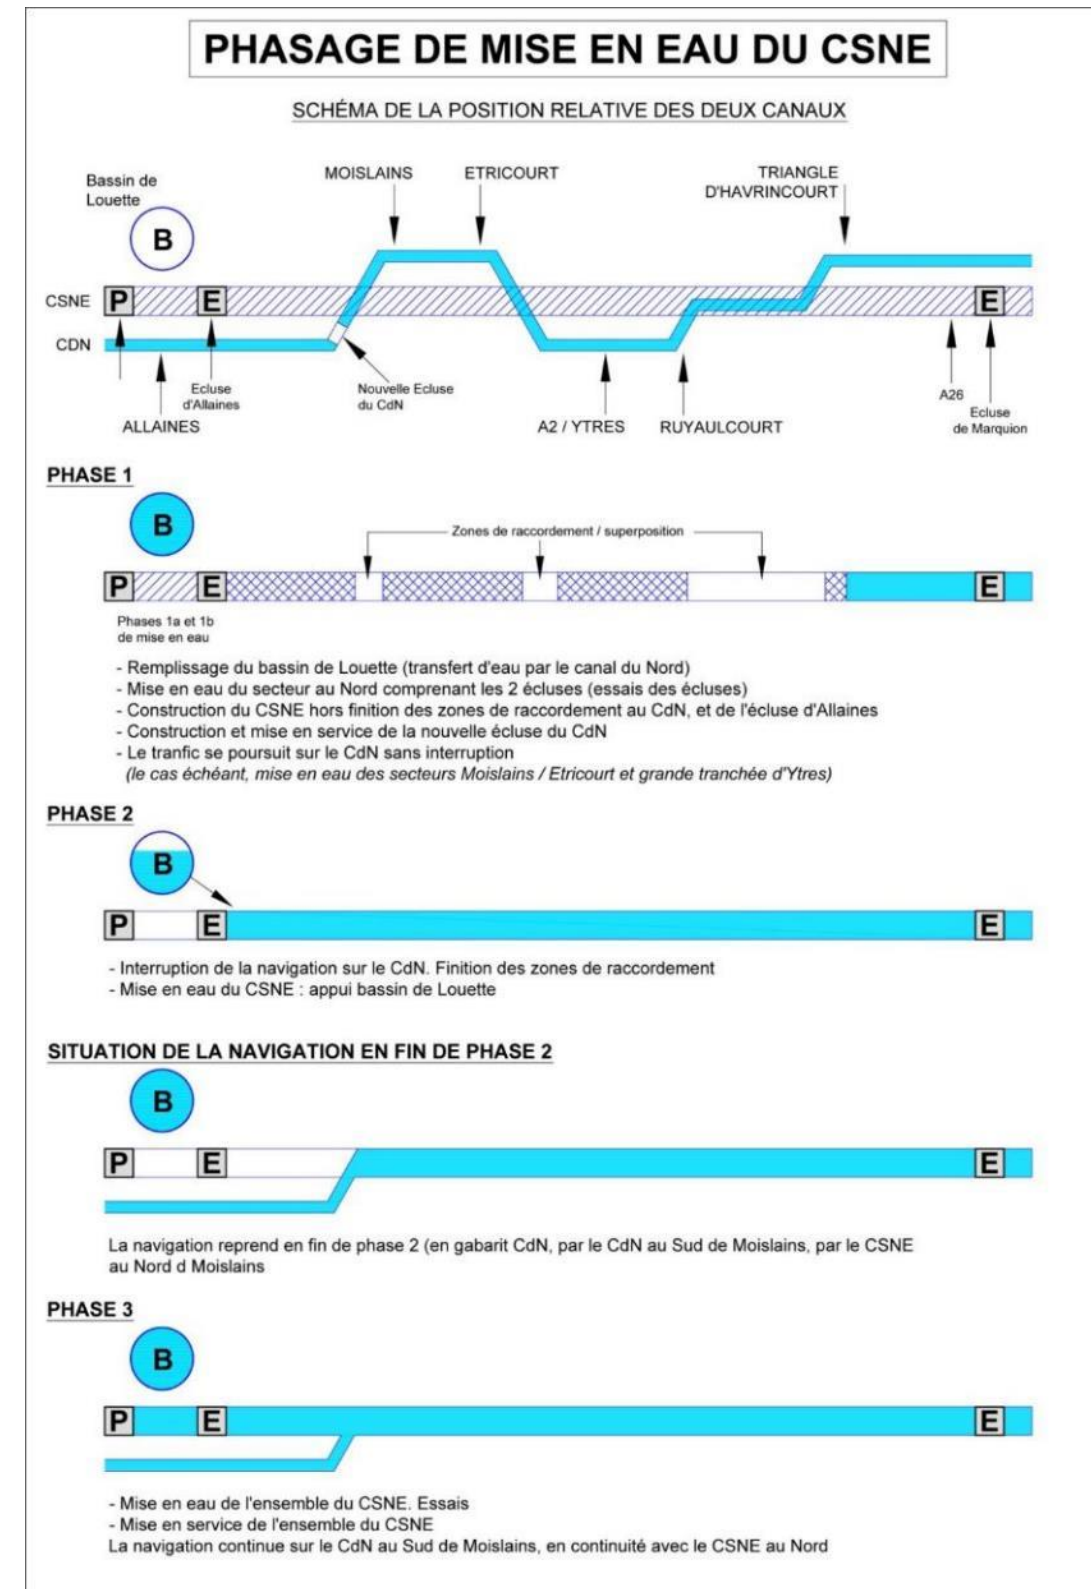 PHASAGE DE MISE EN EAU DU CSNE
SCHÉMA DE LA POSITION RELATIVE DES DEUX CANAUX
Bassin de
Louette
B
MOISLAINS
ETRICOURT
TRIANGLE
D'HAVRINCOURT
CSNE
P
E
E
CDN
Ecluse
d'Allaines
Nouvelle Ecluse
du CdN
A26
Ecluse
de Marquion
ALLAINES
A2 / YTRES
RUYAULCOURT
PHASE 1
B
Zones de raccordement / superposition
P
E
E
Phases 1a et 1b
de mise en eau
- Remplissage du bassin de Louette (transfert d'eau par le canal du Nord)
- Mise en eau du secteur au Nord comprenant les 2 écluses (essais des écluses)
- Construction du CSNE hors finition des zones de raccordement au CdN, et de l'écluse d'Allaines
- Construction et mise en service de la nouvelle écluse du CdN
- Le tranfic se poursuit sur le CdN sans interruption
(le cas échéant, mise en eau des secteurs Moislains / Etricourt et grande tranchée d'Ytres)
PHASE 2
B
P
E
E
- Interruption de la navigation sur le CdN. Finition des zones de raccordement
- Mise en eau du CSNE : appui bassin de Louette
SITUATION DE LA NAVIGATION EN FIN DE PHASE 2
B
P
E
E
La navigation reprend en fin de phase 2 (en gabarit CdN, par le CdN au Sud de Moislains, par le CSNE
au Nord d Moislains
PHASE 3
B
P
E
E
- Mise en eau de l'ensemble du CSNE. Essais
- Mise en service de l'ensemble du CSNE
La navigation continue sur le CdN au Sud de Moislains, en continuité avec le CSNE au Nord